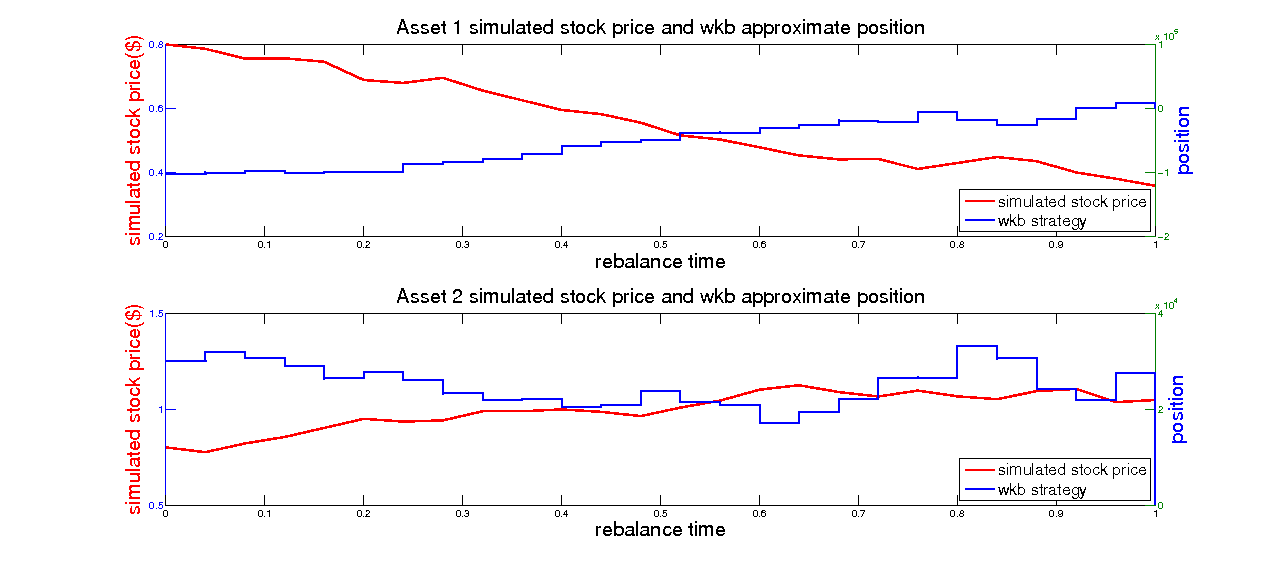 Asset 1 simulated stock price and wkb approximate position
simulated stock price($)
0.8
0.6
0.4
0.2
x 10^5
1
0
-1
-2
position
simulated stock price
wkb strategy
0 0.1 0.2 0.3 0.4 0.5 0.6 0.7 0.8 0.9 1
rebalance time
Asset 2 simulated stock price and wkb approximate position
simulated stock price($)
1.5
1
0.5
x 10^4
4
2
0
position
simulated stock price
wkb strategy
0 0.1 0.2 0.3 0.4 0.5 0.6 0.7 0.8 0.9 1
rebalance time